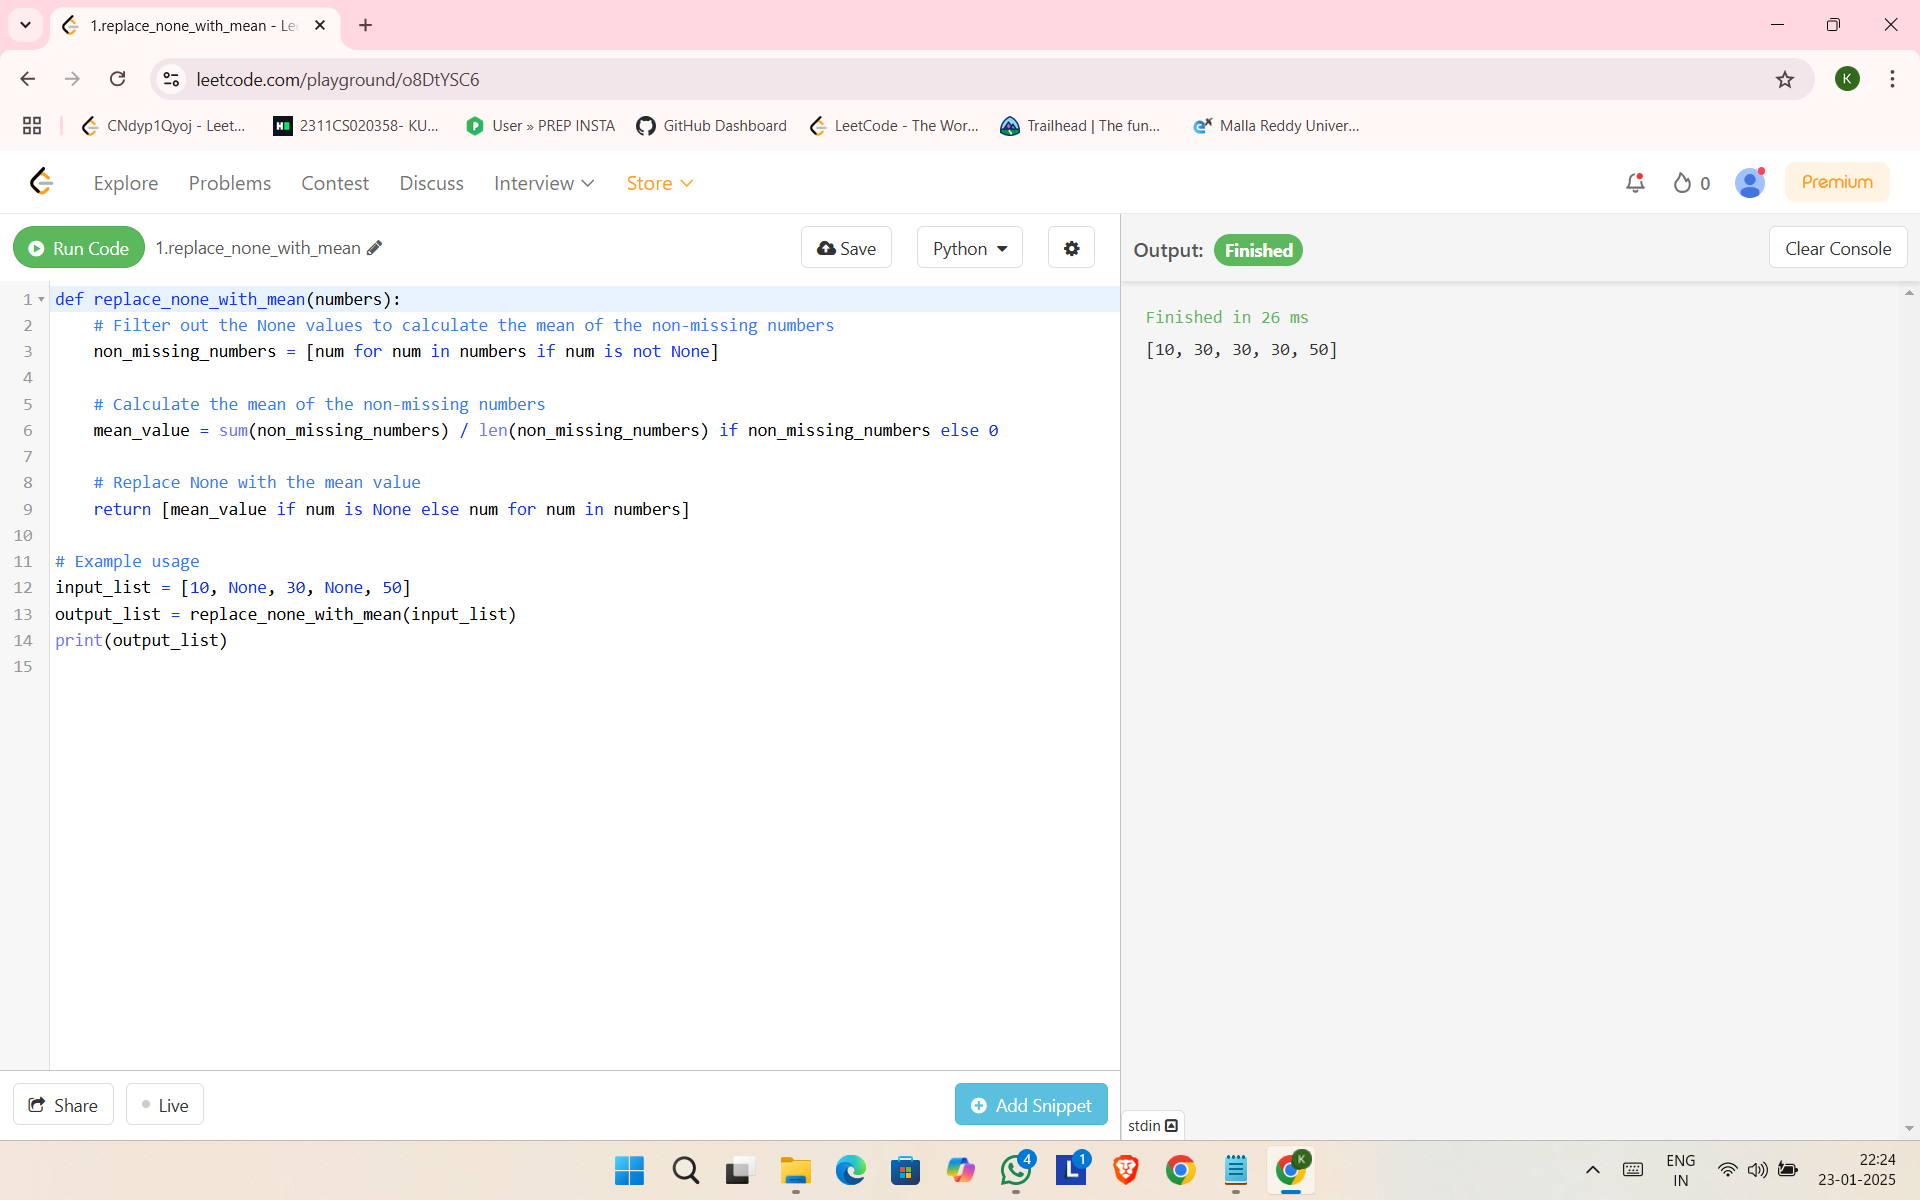 1.replace_none_with_mean - Le
leetcode.com/playground/o8DtYSC6
K
CNdyp1Qyoj - Leet...
2311CS020358- KU...
User » PREP INSTA
GitHub Dashboard
LeetCode - The Wor...
Trailhead | The fun...
Malla Reddy Univer...
Explore
Problems
Contest
Discuss
Interview
Store
0
Premium
Run Code
1.replace_none_with_mean
Save
Python
1 def replace_none_with_mean(numbers):
2 # Filter out the None values to calculate the mean of the non-missing numbers
3 non_missing_numbers = [num for num in numbers if num is not None]
4
5 # Calculate the mean of the non-missing numbers
6 mean_value = sum(non_missing_numbers) / len(non_missing_numbers) if non_missing_numbers else 0
7
8 # Replace None with the mean value
9 return [mean_value if num is None else num for num in numbers]
10
11 # Example usage
12 input_list = [10, None, 30, None, 50]
13 output_list = replace_none_with_mean(input_list)
14 print(output_list)
15
Output: Finished
Clear Console
Finished in 26 ms
[10, 30, 30, 30, 50]
Share
Live
Add Snippet
stdin
4
L 1
K
ENG
IN
22:24
23-01-2025